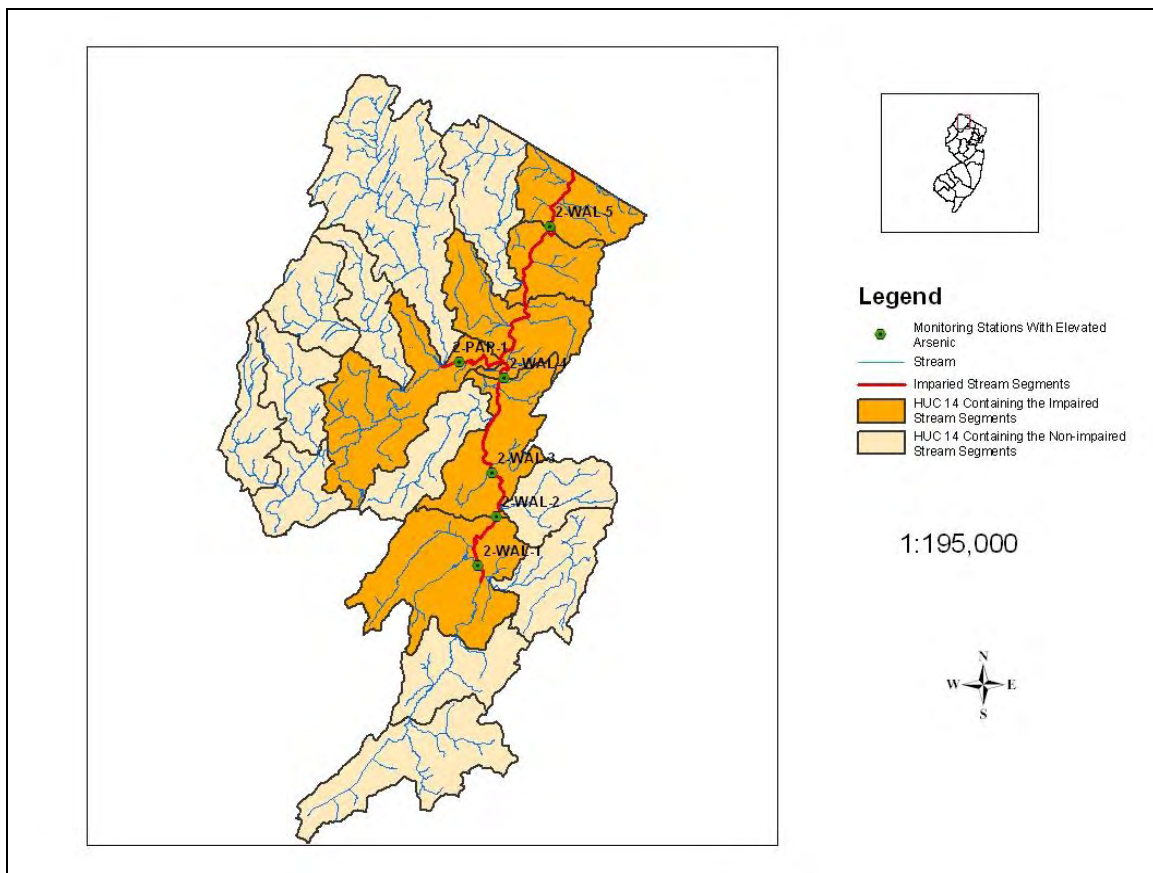 2-WAL-5
2-PAP-1
2-WAL-4
2-WAL-3
2-WAL-2
2-WAL-1
Legend
Monitoring Stations With Elevated
Arsenic
Stream
Imparied Stream Segments
HUC 14 Containing the Impaired
Stream Segments
HUC 14 Containing the Non-impaired
Stream Segments
1:195,000
N
W E
S